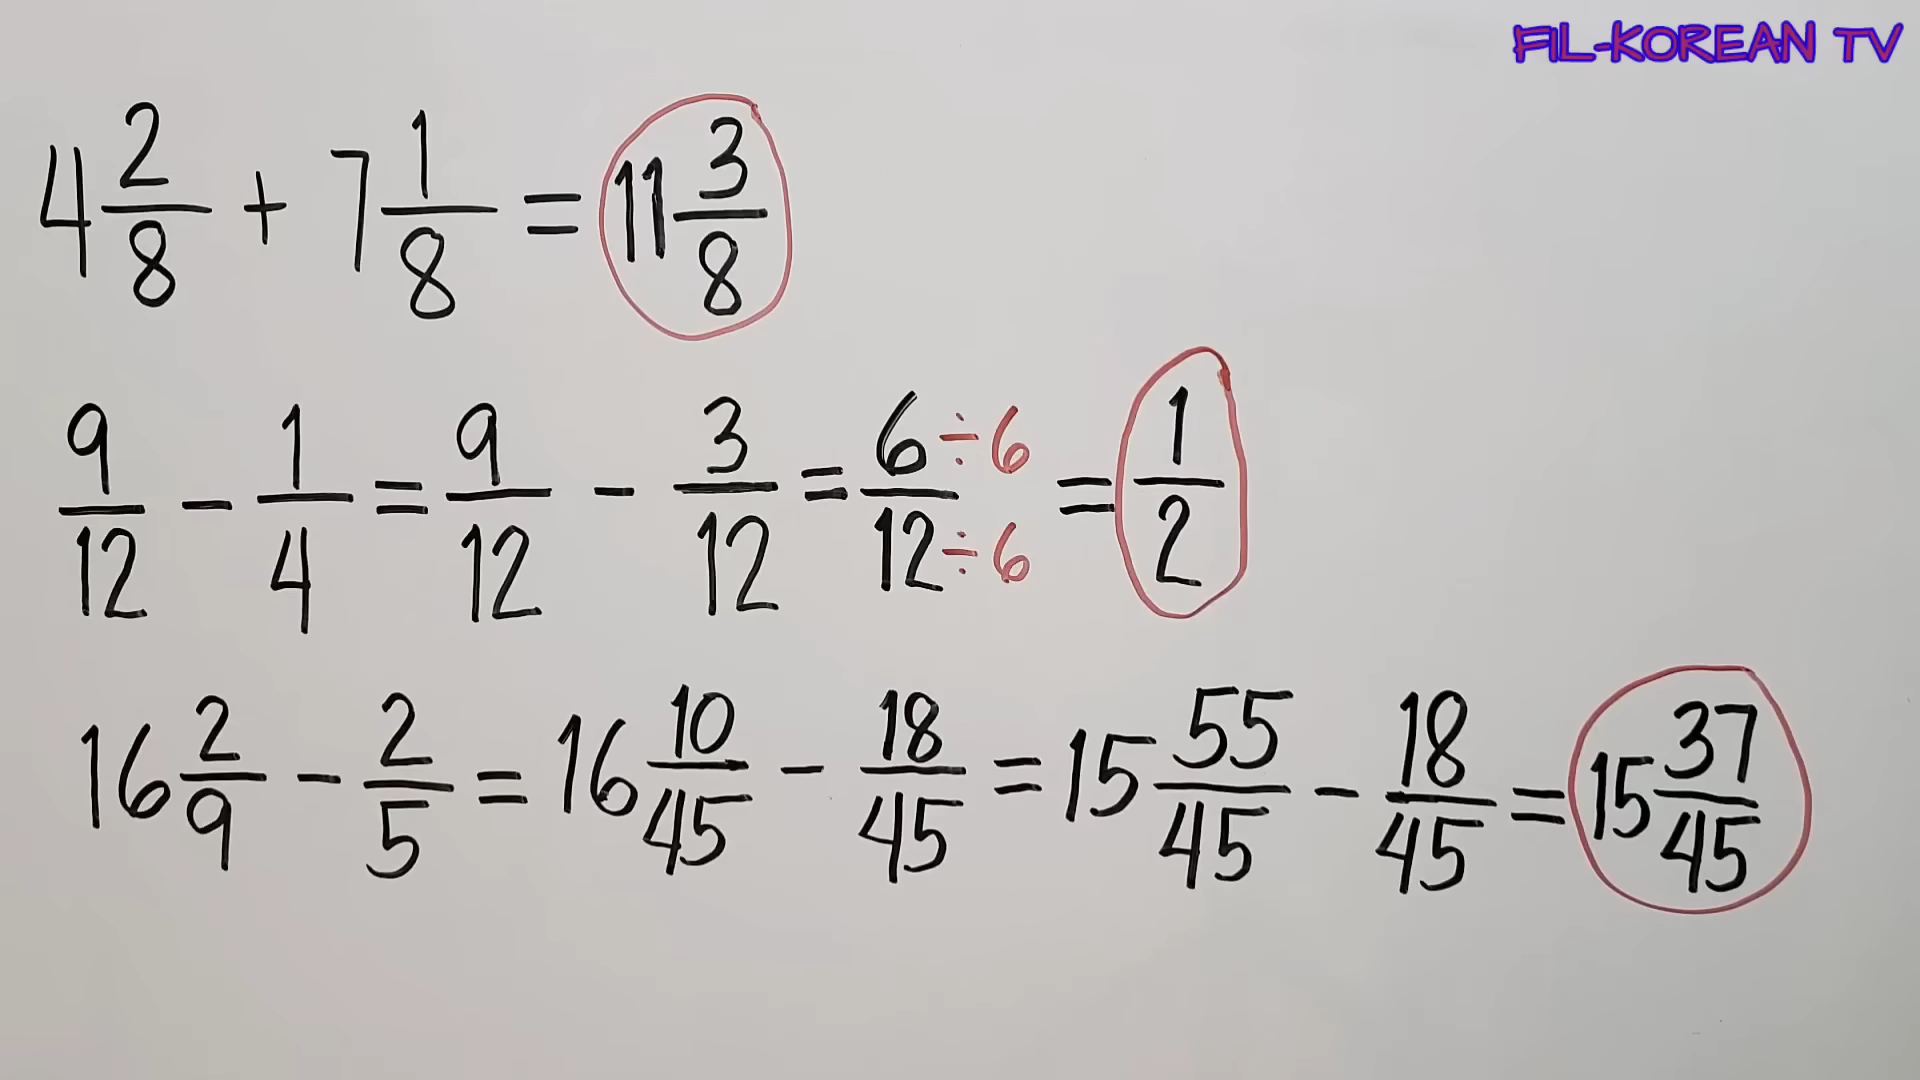 FIL-KOREAN TV
4 2/8 + 7 1/8 = 11 3/8
9/12 - 1/4 = 9/12 - 3/12 = 6÷6/12÷6 = 1/2
16 2/9 - 2/5 = 16 10/45 - 18/45 = 15 55/45 - 18/45 = 15 37/45